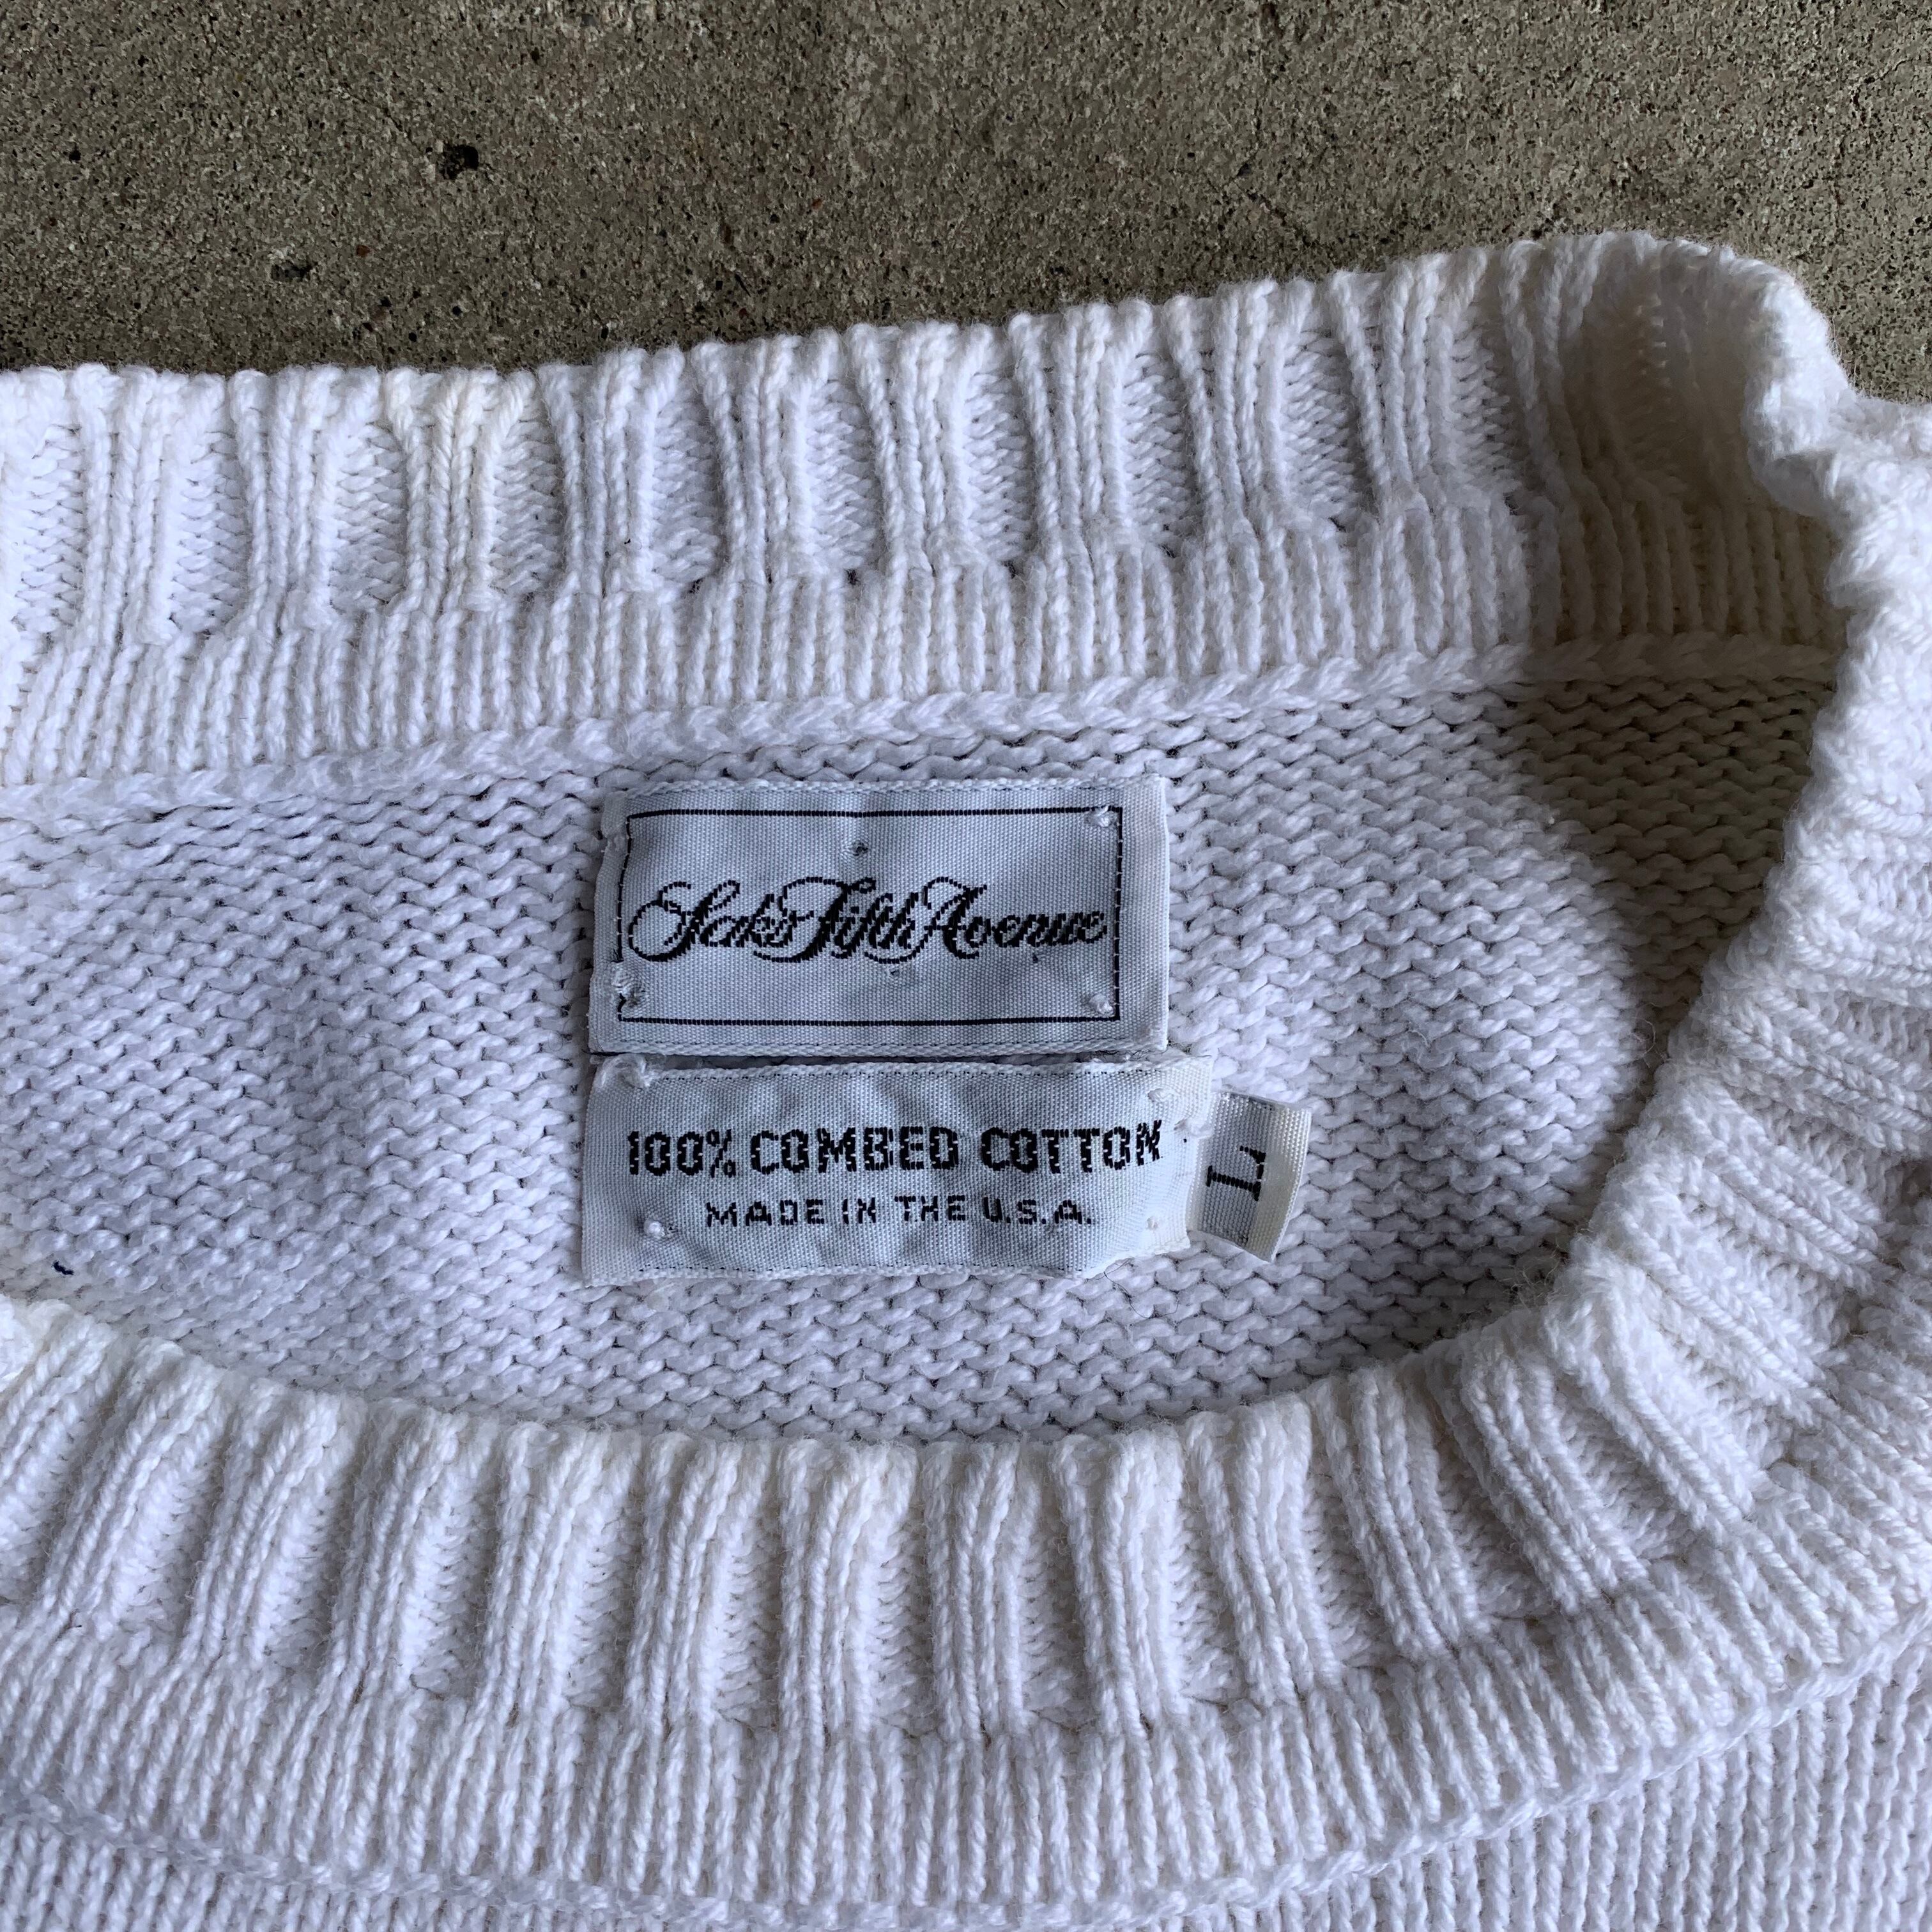 Saks Fifth Avenue
100% COMBED COTTON
MADE IN THE U.S.A.
L